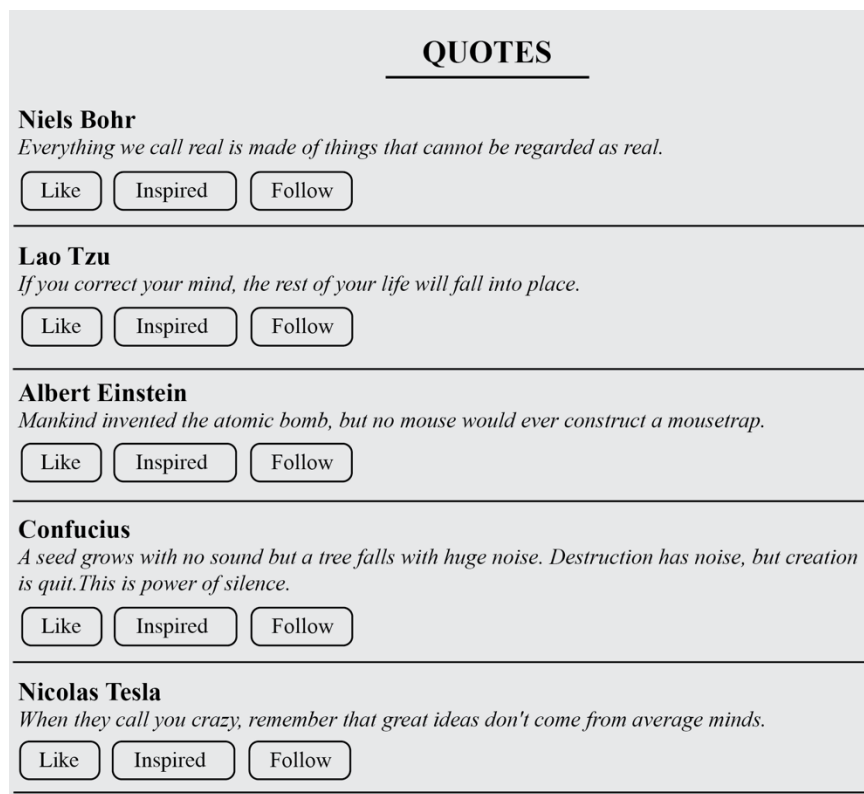 QUOTES
Niels Bohr
Everything we call real is made of things that cannot be regarded as real.
Like Inspired Follow
Lao Tzu
If you correct your mind, the rest of your life will fall into place.
Like Inspired Follow
Albert Einstein
Mankind invented the atomic bomb, but no mouse would ever construct a mousetrap.
Like Inspired Follow
Confucius
A seed grows with no sound but a tree falls with huge noise. Destruction has noise, but creation
is quit.This is power of silence.
Like Inspired Follow
Nicolas Tesla
When they call you crazy, remember that great ideas don't come from average minds.
Like Inspired Follow